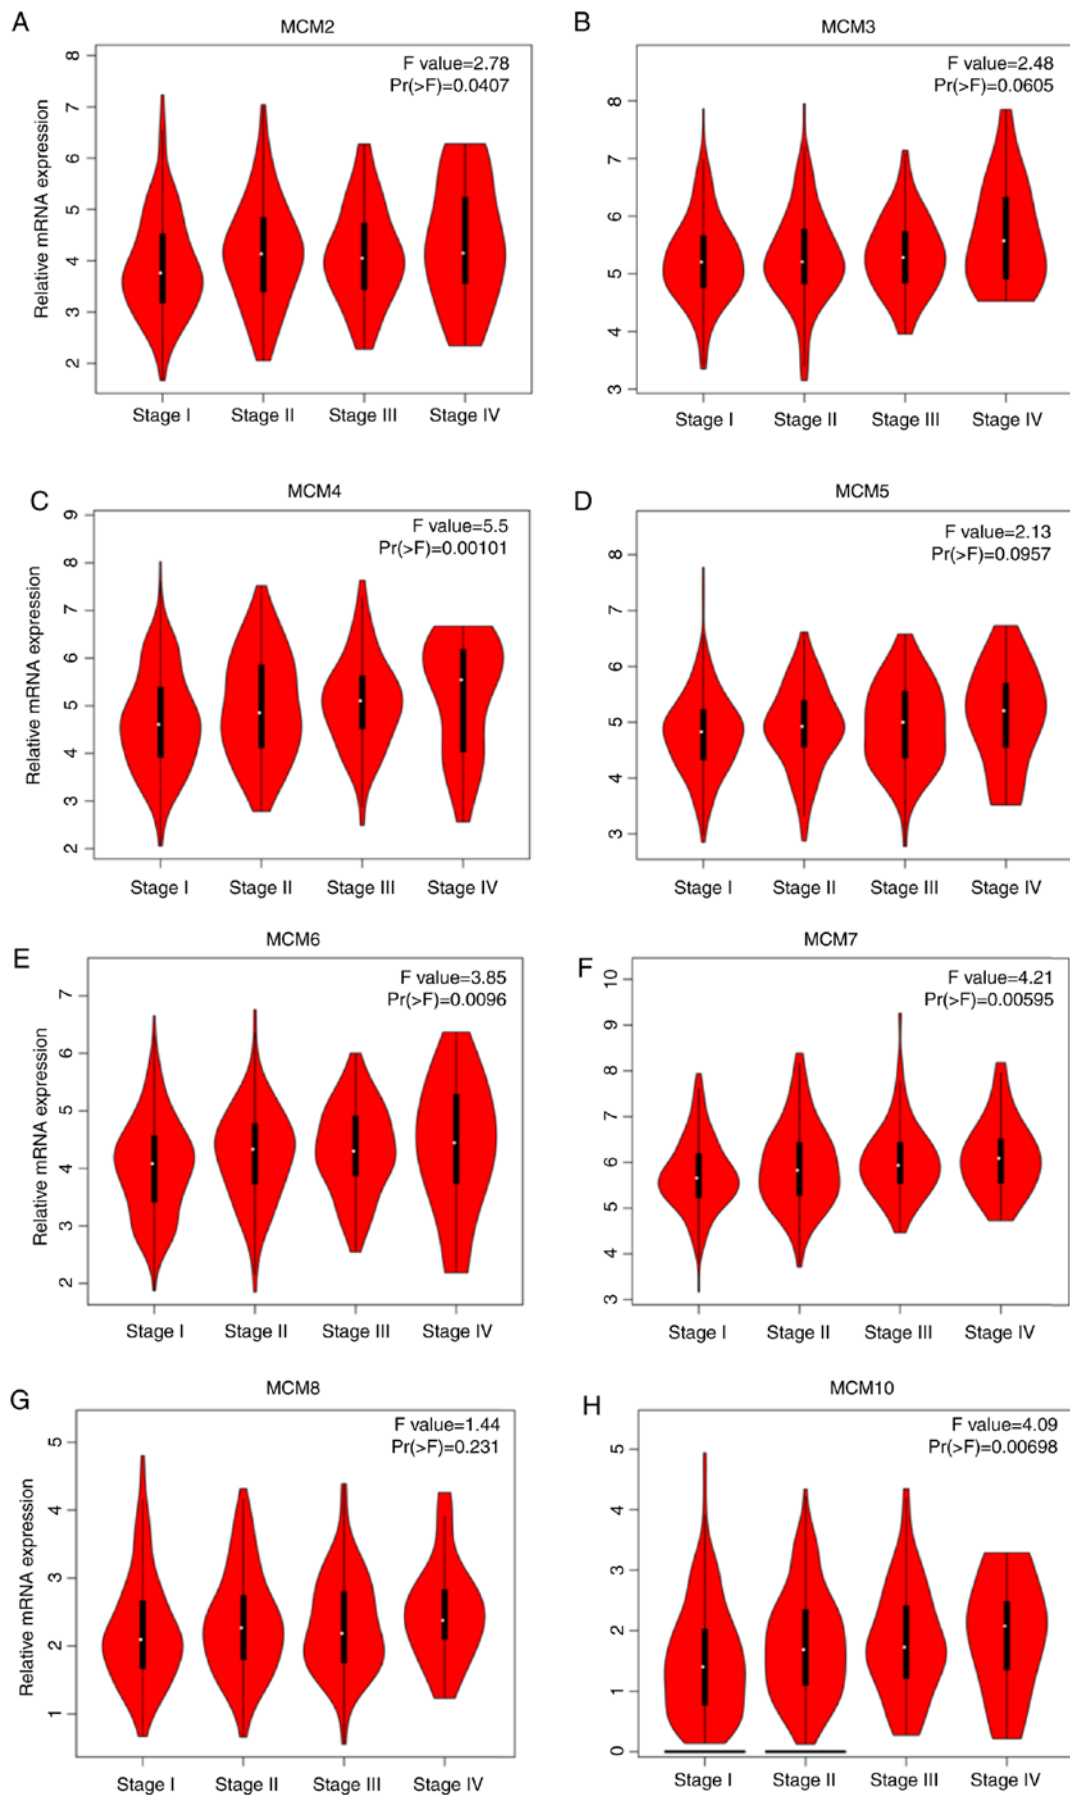 A
MCM2
F value=2.78
Pr(>F)=0.0407
Relative mRNA expression
8
7
6
5
4
3
2
Stage I Stage II Stage III Stage IV
B
MCM3
F value=2.48
Pr(>F)=0.0605
8
7
6
5
4
3
Stage I Stage II Stage III Stage IV
C
MCM4
F value=5.5
Pr(>F)=0.00101
Relative mRNA expression
9
8
7
6
5
4
3
2
Stage I Stage II Stage III Stage IV
D
MCM5
F value=2.13
Pr(>F)=0.0957
8
7
6
5
4
3
Stage I Stage II Stage III Stage IV
E
MCM6
F value=3.85
Pr(>F)=0.0096
Relative mRNA expression
7
6
5
4
3
2
Stage I Stage II Stage III Stage IV
F
MCM7
F value=4.21
Pr(>F)=0.00595
10
9
8
7
6
5
4
3
Stage I Stage II Stage III Stage IV
G
MCM8
F value=1.44
Pr(>F)=0.231
Relative mRNA expression
5
4
3
2
1
Stage I Stage II Stage III Stage IV
H
MCM10
F value=4.09
Pr(>F)=0.00698
5
4
3
2
1
0
Stage I Stage II Stage III Stage IV